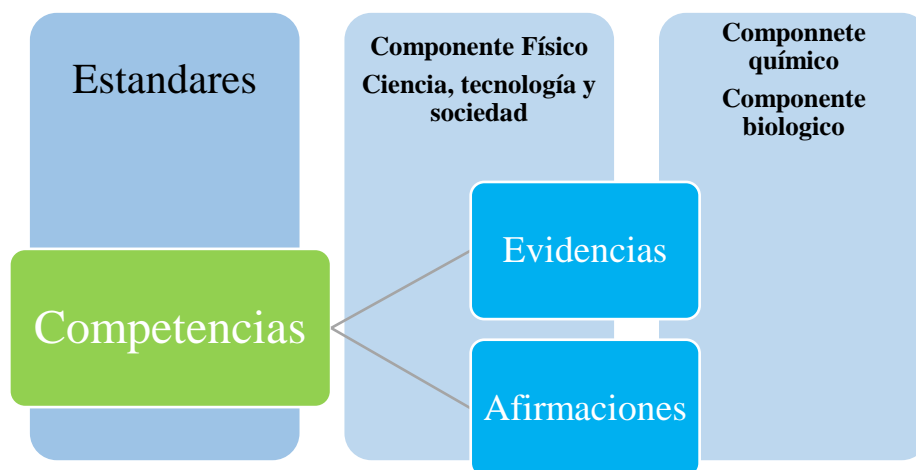 Estandares
Componente Físico
Ciencia, tecnología y
sociedad
Componnete
químico
Componente
biologico
Competencias
Evidencias
Afirmaciones